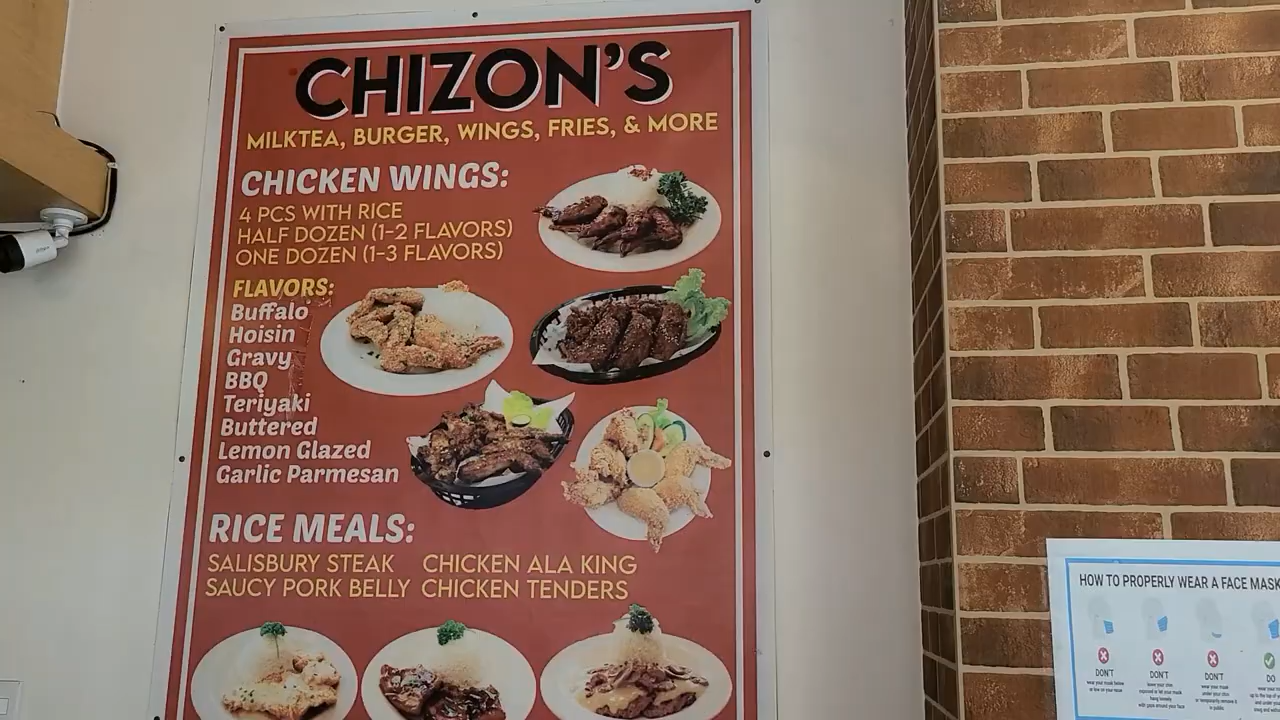 CHIZON'S
MILKTEA, BURGER, WINGS, FRIES, & MORE
CHICKEN WINGS:
4 PCS WITH RICE
HALF DOZEN (1-2 FLAVORS)
ONE DOZEN (1-3 FLAVORS)
FLAVORS:
Buffalo
Hoisin
Gravy
BBQ
Teriyaki
Buttered
Lemon Glazed
Garlic Parmesan
RICE MEALS:
SALISBURY STEAK CHICKEN ALA KING
SAUCY PORK BELLY CHICKEN TENDERS
HOW TO PROPERLY WEAR A FACE MASK
DON'T DON'T DON'T DO